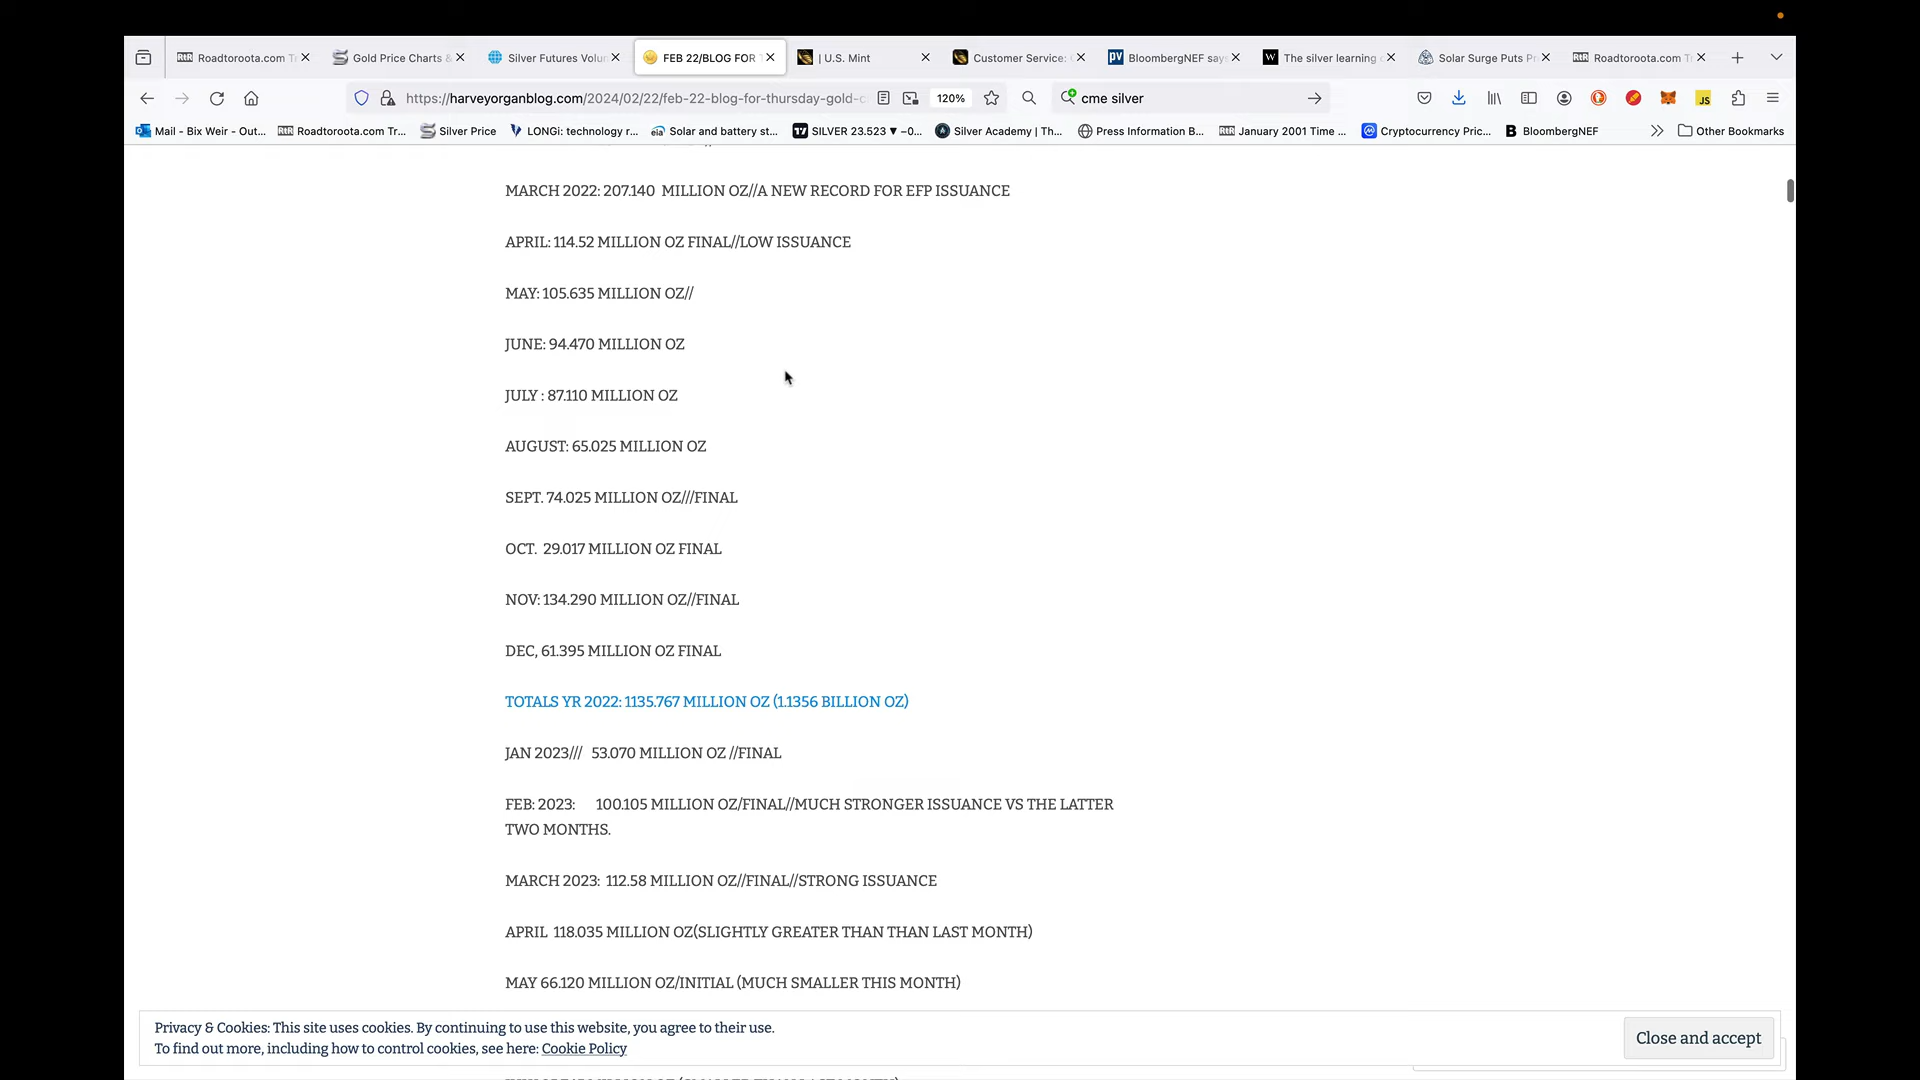 Roadtoroota.com Tr
Gold Price Charts &
Silver Futures Volu
FEB 22/BLOG FOR
| U.S. Mint
Customer Service:
BloombergNEF say
The silver learning
Solar Surge Puts P
Roadtoroota.com Tr
https://harveyorganblog.com/2024/02/22/feb-22-blog-for-thursday-gold-c
120%
cme silver
Mail - Bix Weir - Out...
Roadtoroota.com Tr...
Silver Price
LONGi: technology r...
Solar and battery st...
SILVER 23.523 ▼ −0...
Silver Academy | Th...
Press Information B...
January 2001 Time ...
Cryptocurrency Pric...
BloombergNEF
Other Bookmarks
MARCH 2022: 207.140 MILLION OZ//A NEW RECORD FOR EFP ISSUANCE
APRIL: 114.52 MILLION OZ FINAL//LOW ISSUANCE
MAY: 105.635 MILLION OZ//
JUNE: 94.470 MILLION OZ
JULY : 87.110 MILLION OZ
AUGUST: 65.025 MILLION OZ
SEPT. 74.025 MILLION OZ///FINAL
OCT. 29.017 MILLION OZ FINAL
NOV: 134.290 MILLION OZ//FINAL
DEC, 61.395 MILLION OZ FINAL
TOTALS YR 2022: 1135.767 MILLION OZ (1.1356 BILLION OZ)
JAN 2023/// 53.070 MILLION OZ //FINAL
FEB: 2023: 100.105 MILLION OZ/FINAL//MUCH STRONGER ISSUANCE VS THE LATTER
TWO MONTHS.
MARCH 2023: 112.58 MILLION OZ//FINAL//STRONG ISSUANCE
APRIL 118.035 MILLION OZ(SLIGHTLY GREATER THAN THAN LAST MONTH)
MAY 66.120 MILLION OZ/INITIAL (MUCH SMALLER THIS MONTH)
Privacy & Cookies: This site uses cookies. By continuing to use this website, you agree to their use.
To find out more, including how to control cookies, see here: Cookie Policy
Close and accept